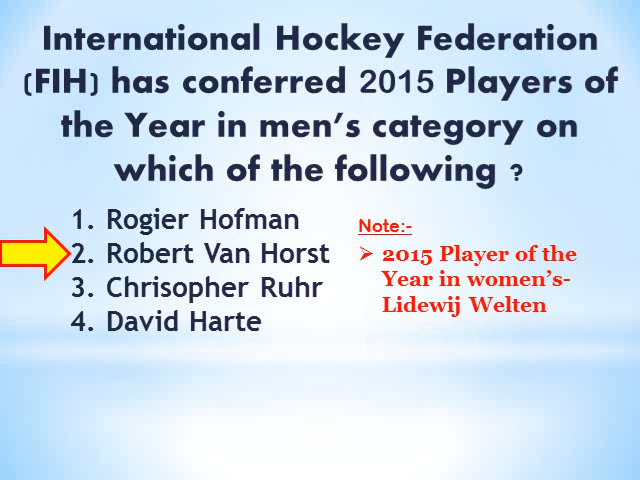 International Hockey Federation
(FIH) has conferred 2015 Players of
the Year in men's category on
which of the following ?
1. Rogier Hofman
2. Robert Van Horst
3. Chrisopher Ruhr
4. David Harte
Note:-
➢ 2015 Player of the
Year in women's-
Lidewij Welten